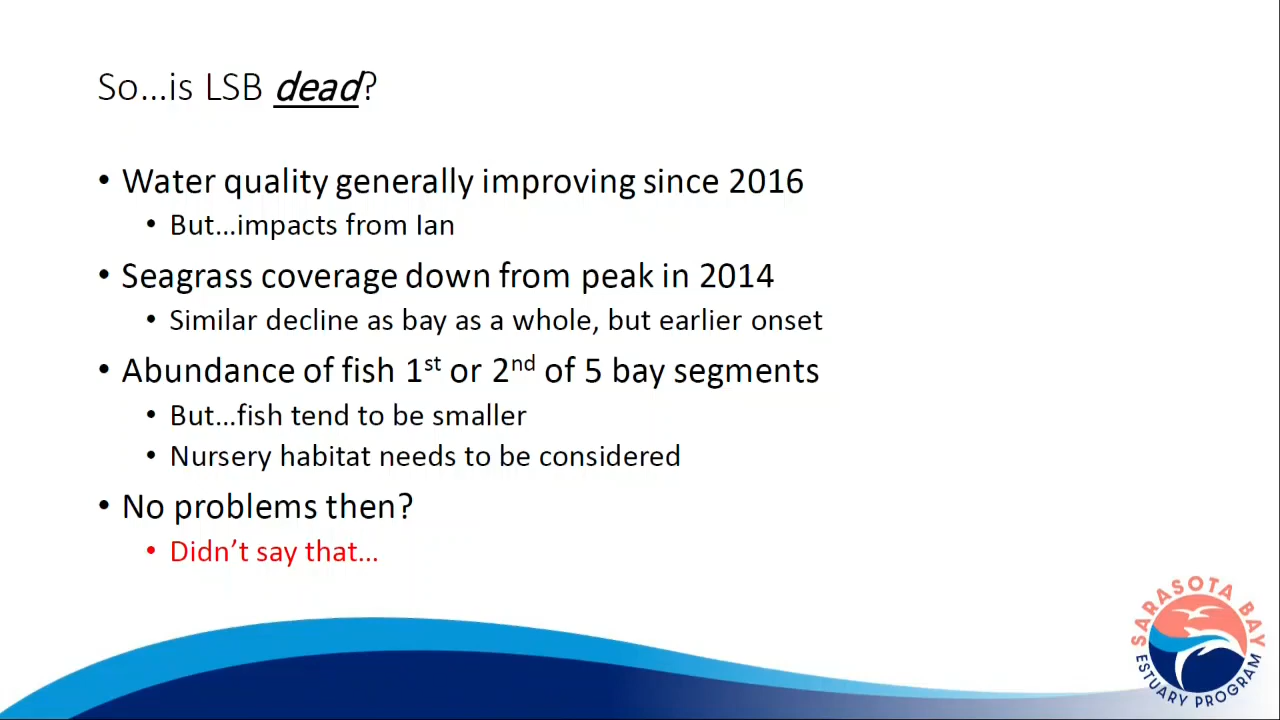 So...is LSB dead?
• Water quality generally improving since 2016
• But...impacts from Ian
• Seagrass coverage down from peak in 2014
• Similar decline as bay as a whole, but earlier onset
• Abundance of fish 1st or 2nd of 5 bay segments
• But...fish tend to be smaller
• Nursery habitat needs to be considered
• No problems then?
• Didn't say that...
SARASOTA BAY
ESTUARY PROGRAM